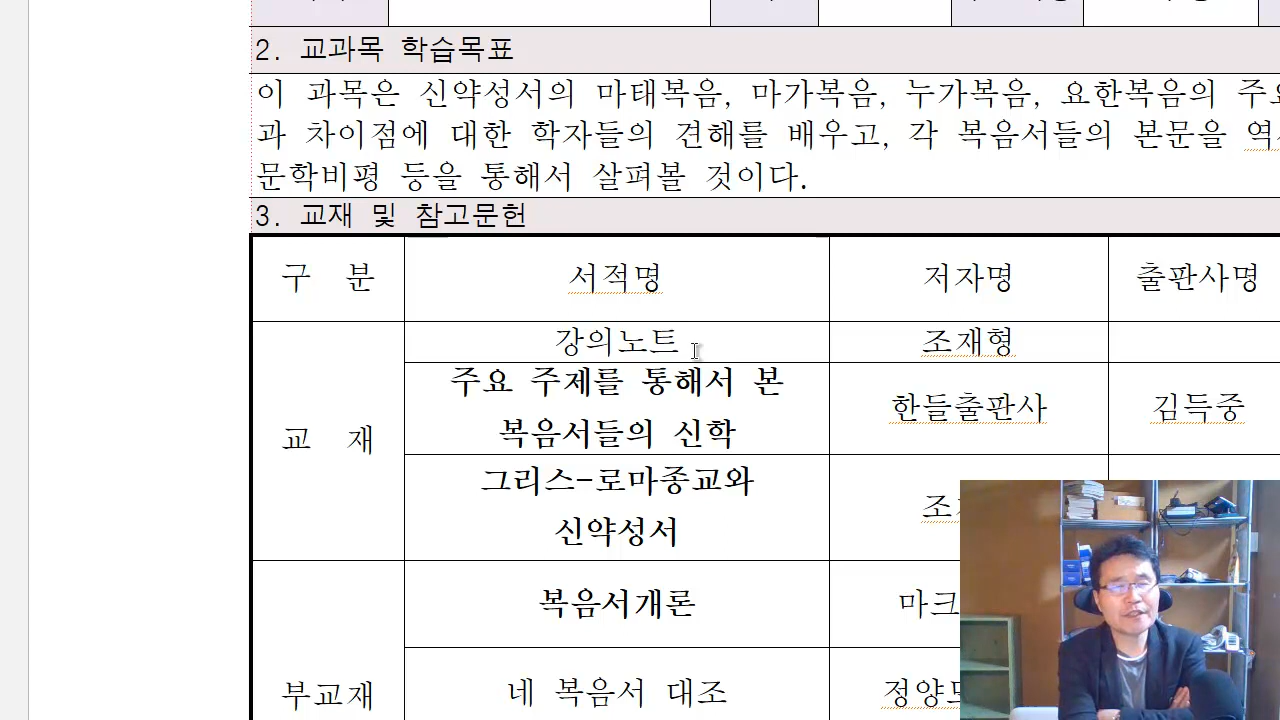 2. 교과목 학습목표
이 과목은 신약성서의 마태복음, 마가복음, 누가복음, 요한복음의
과 차이점에 대한 학자들의 견해를 배우고, 각 복음서들의 본문을
문학비평 등을 통해서 살펴볼 것이다.
3. 교재 및 참고문헌
구 분 서적명 저자명 출판사명
강의노트 조재형
교 재
주요 주제를 통해서 본
복음서들의 신학
한들출판사 김득중
그리스-로마종교와
신약성서
부교재
복음서개론
네 복음서 대조